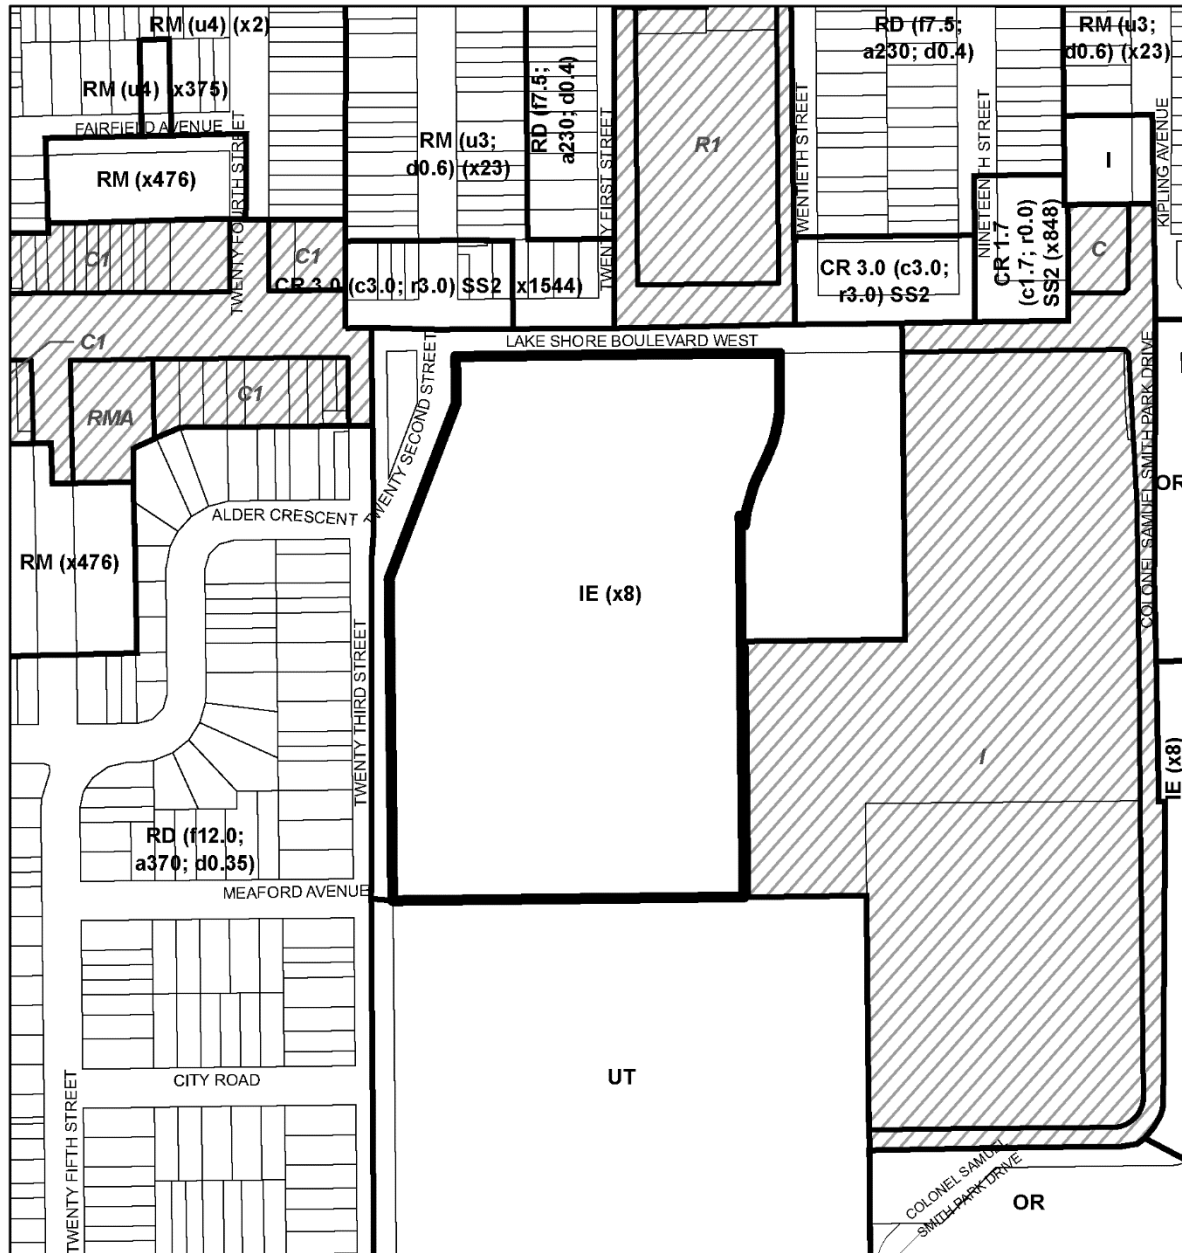 RM (u4) (x2)
RM (u4) (x375)
FAIRFIELD AVENUE
RM (x476)
TWENTY FOURTH STREET
C1
C1
RM (u3;
d0.6) (x23)
RD (f7.5;
a230; d0.4)
TWENTY FIRST STREET
R1
WENTIETH STREET
RD (f7.5;
a230; d0.4)
NINETEENTH STREET
RM (u3;
d0.6) (x23)
I
KIPLING AVENUE
CR 3.0 (c3.0; r3.0) SS2 (x1544)
CR 3.0 (c3.0;
r3.0) SS2
CR 1.7
(c1.7; r0.0)
SS2 (x848)
C
LAKE SHORE BOULEVARD WEST
C1
C1
RMA
TWENTY SECOND STREET
COLONEL SAMUEL SMITH PARK DRIVE
OR
ALDER CRESCENT
RM (x476)
IE (x8)
TWENTY THIRD STREET
I
IE (x8)
RD (f12.0;
a370; d0.35)
MEAFORD AVENUE
CITY ROAD
UT
TWENTY FIFTH STREET
COLONEL SAMUEL
SMITH PARK DRIVE
OR